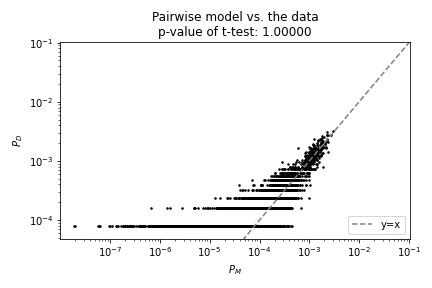 Pairwise model vs. the data
p-value of t-test: 1.00000
10⁻¹
10⁻²
10⁻³
10⁻⁴
P_D
10⁻⁷
10⁻⁶
10⁻⁵
10⁻⁴
10⁻³
10⁻²
10⁻¹
P_M
y=x